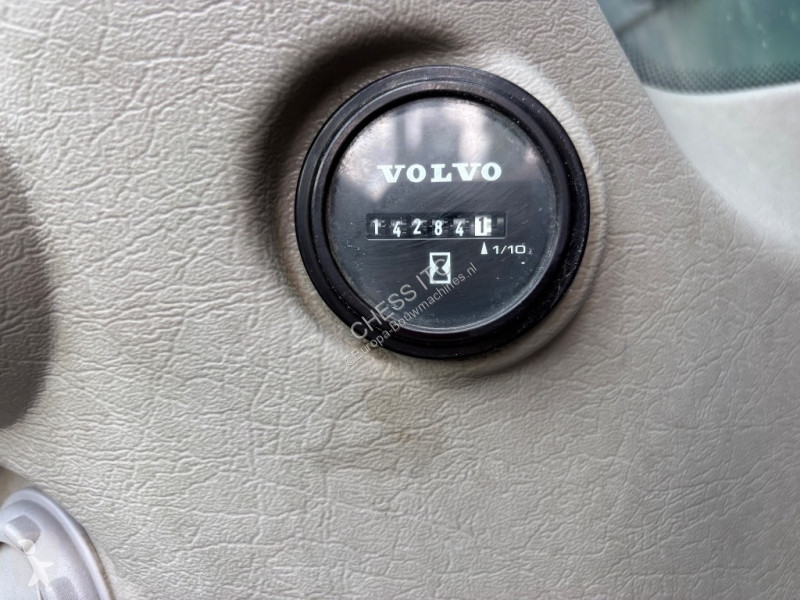 VOLVO
142841
1/10
CHESS IT
Europa-Bouwmachines.nl